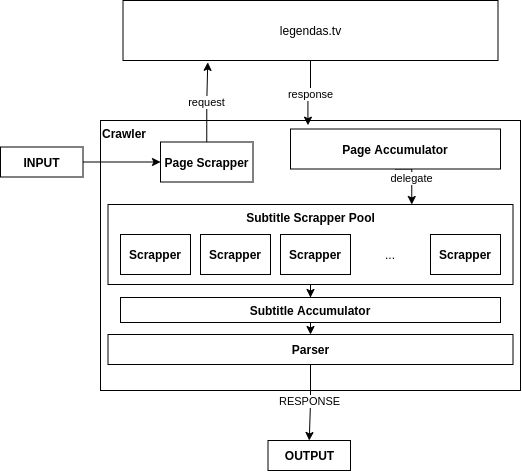 legendas.tv
response
request
Crawler
Page Accumulator
INPUT
Page Scrapper
delegate
Subtitle Scrapper Pool
Scrapper
Scrapper
Scrapper
...
Scrapper
Subtitle Accumulator
Parser
RESPONSE
OUTPUT